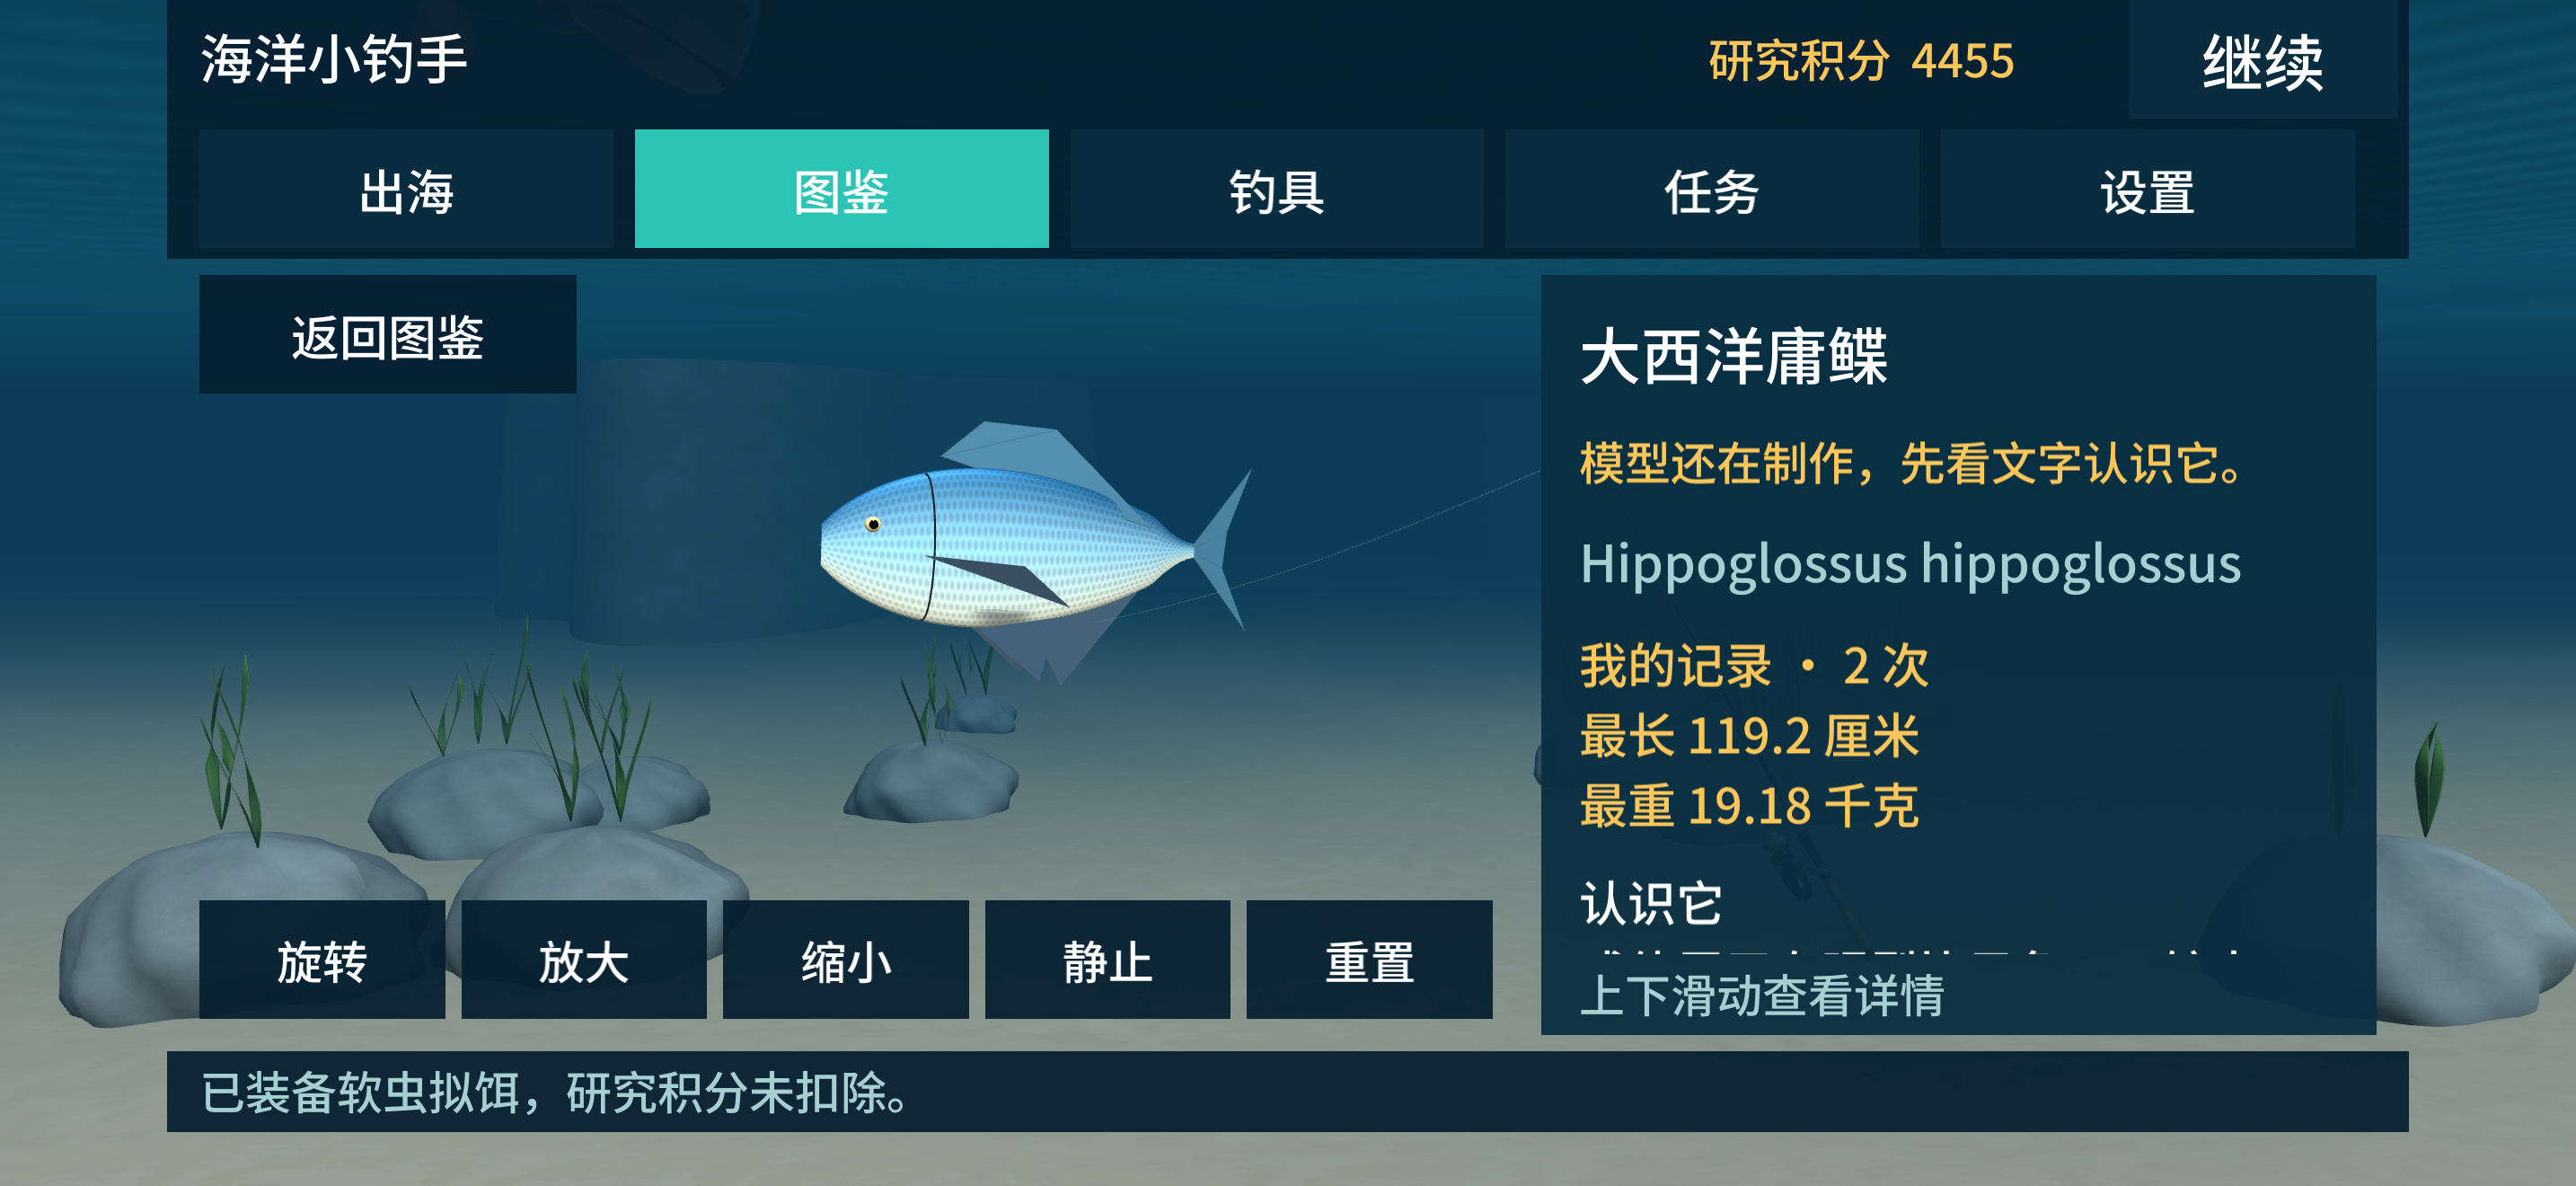 海洋小钓手
研究积分 4455
继续
出海
图鉴
钓具
任务
设置
返回图鉴
大西洋庸鲽
模型还在制作，先看文字认识它。
Hippoglossus hippoglossus
我的记录 · 2 次
最长 119.2 厘米
最重 19.18 千克
认识它
上下滑动查看详情
旋转
放大
缩小
静止
重置
已装备软虫拟饵，研究积分未扣除。